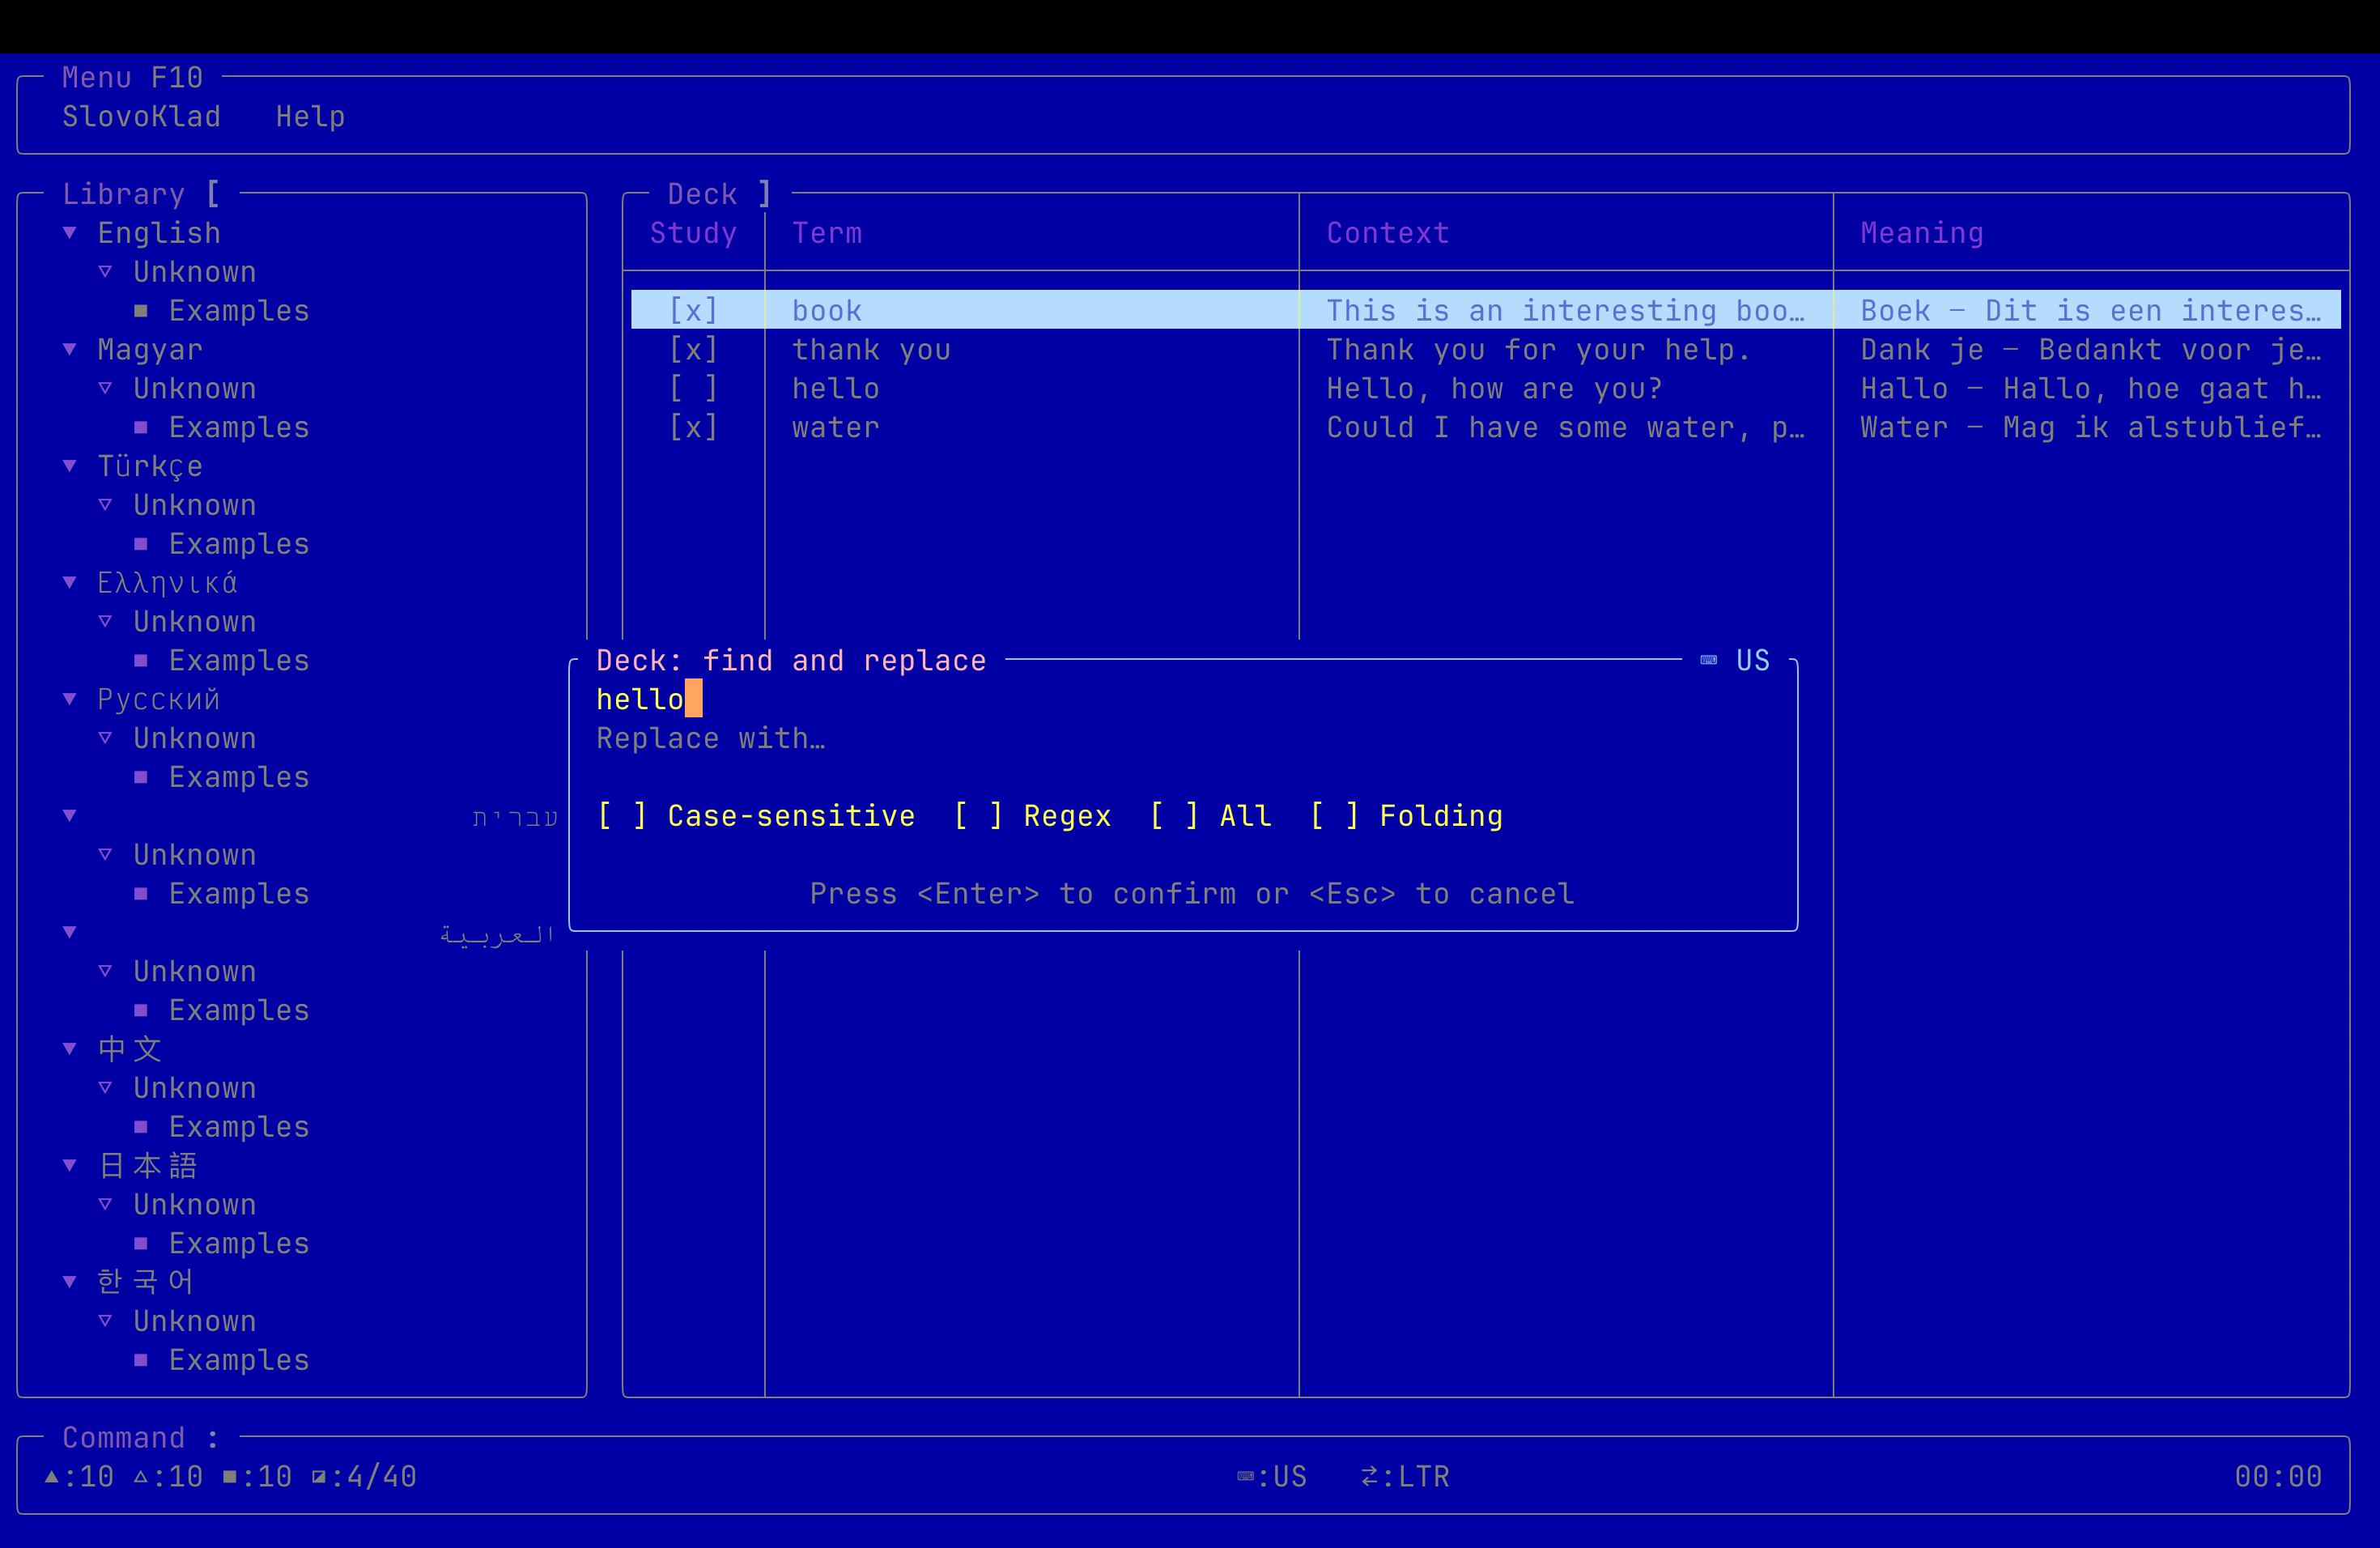 Menu F10
SlovoKlad Help
Library [
▼ English
▽ Unknown
■ Examples
▼ Magyar
▽ Unknown
■ Examples
▼ Türkçe
▽ Unknown
■ Examples
▼ Ελληνικά
▽ Unknown
■ Examples
▼ Русский
▽ Unknown
■ Examples
▼ עברית
▽ Unknown
■ Examples
▼ العربية
▽ Unknown
■ Examples
▼ 中文
▽ Unknown
■ Examples
▼ 日本語
▽ Unknown
■ Examples
▼ 한국어
▽ Unknown
■ Examples
Deck ]
Study Term Context Meaning
[x] book This is an interesting boo… Boek — Dit is een interes…
[x] thank you Thank you for your help. Dank je — Bedankt voor je…
[ ] hello Hello, how are you? Hallo — Hallo, hoe gaat h…
[x] water Could I have some water, p… Water — Mag ik alstublief…
Deck: find and replace ⌨ US
hello
Replace with…
[ ] Case-sensitive [ ] Regex [ ] All [ ] Folding
Press <Enter> to confirm or <Esc> to cancel
Command :
▲:10 △:10 ■:10 ◪:4/40 ⌨:US ⇄:LTR 00:00